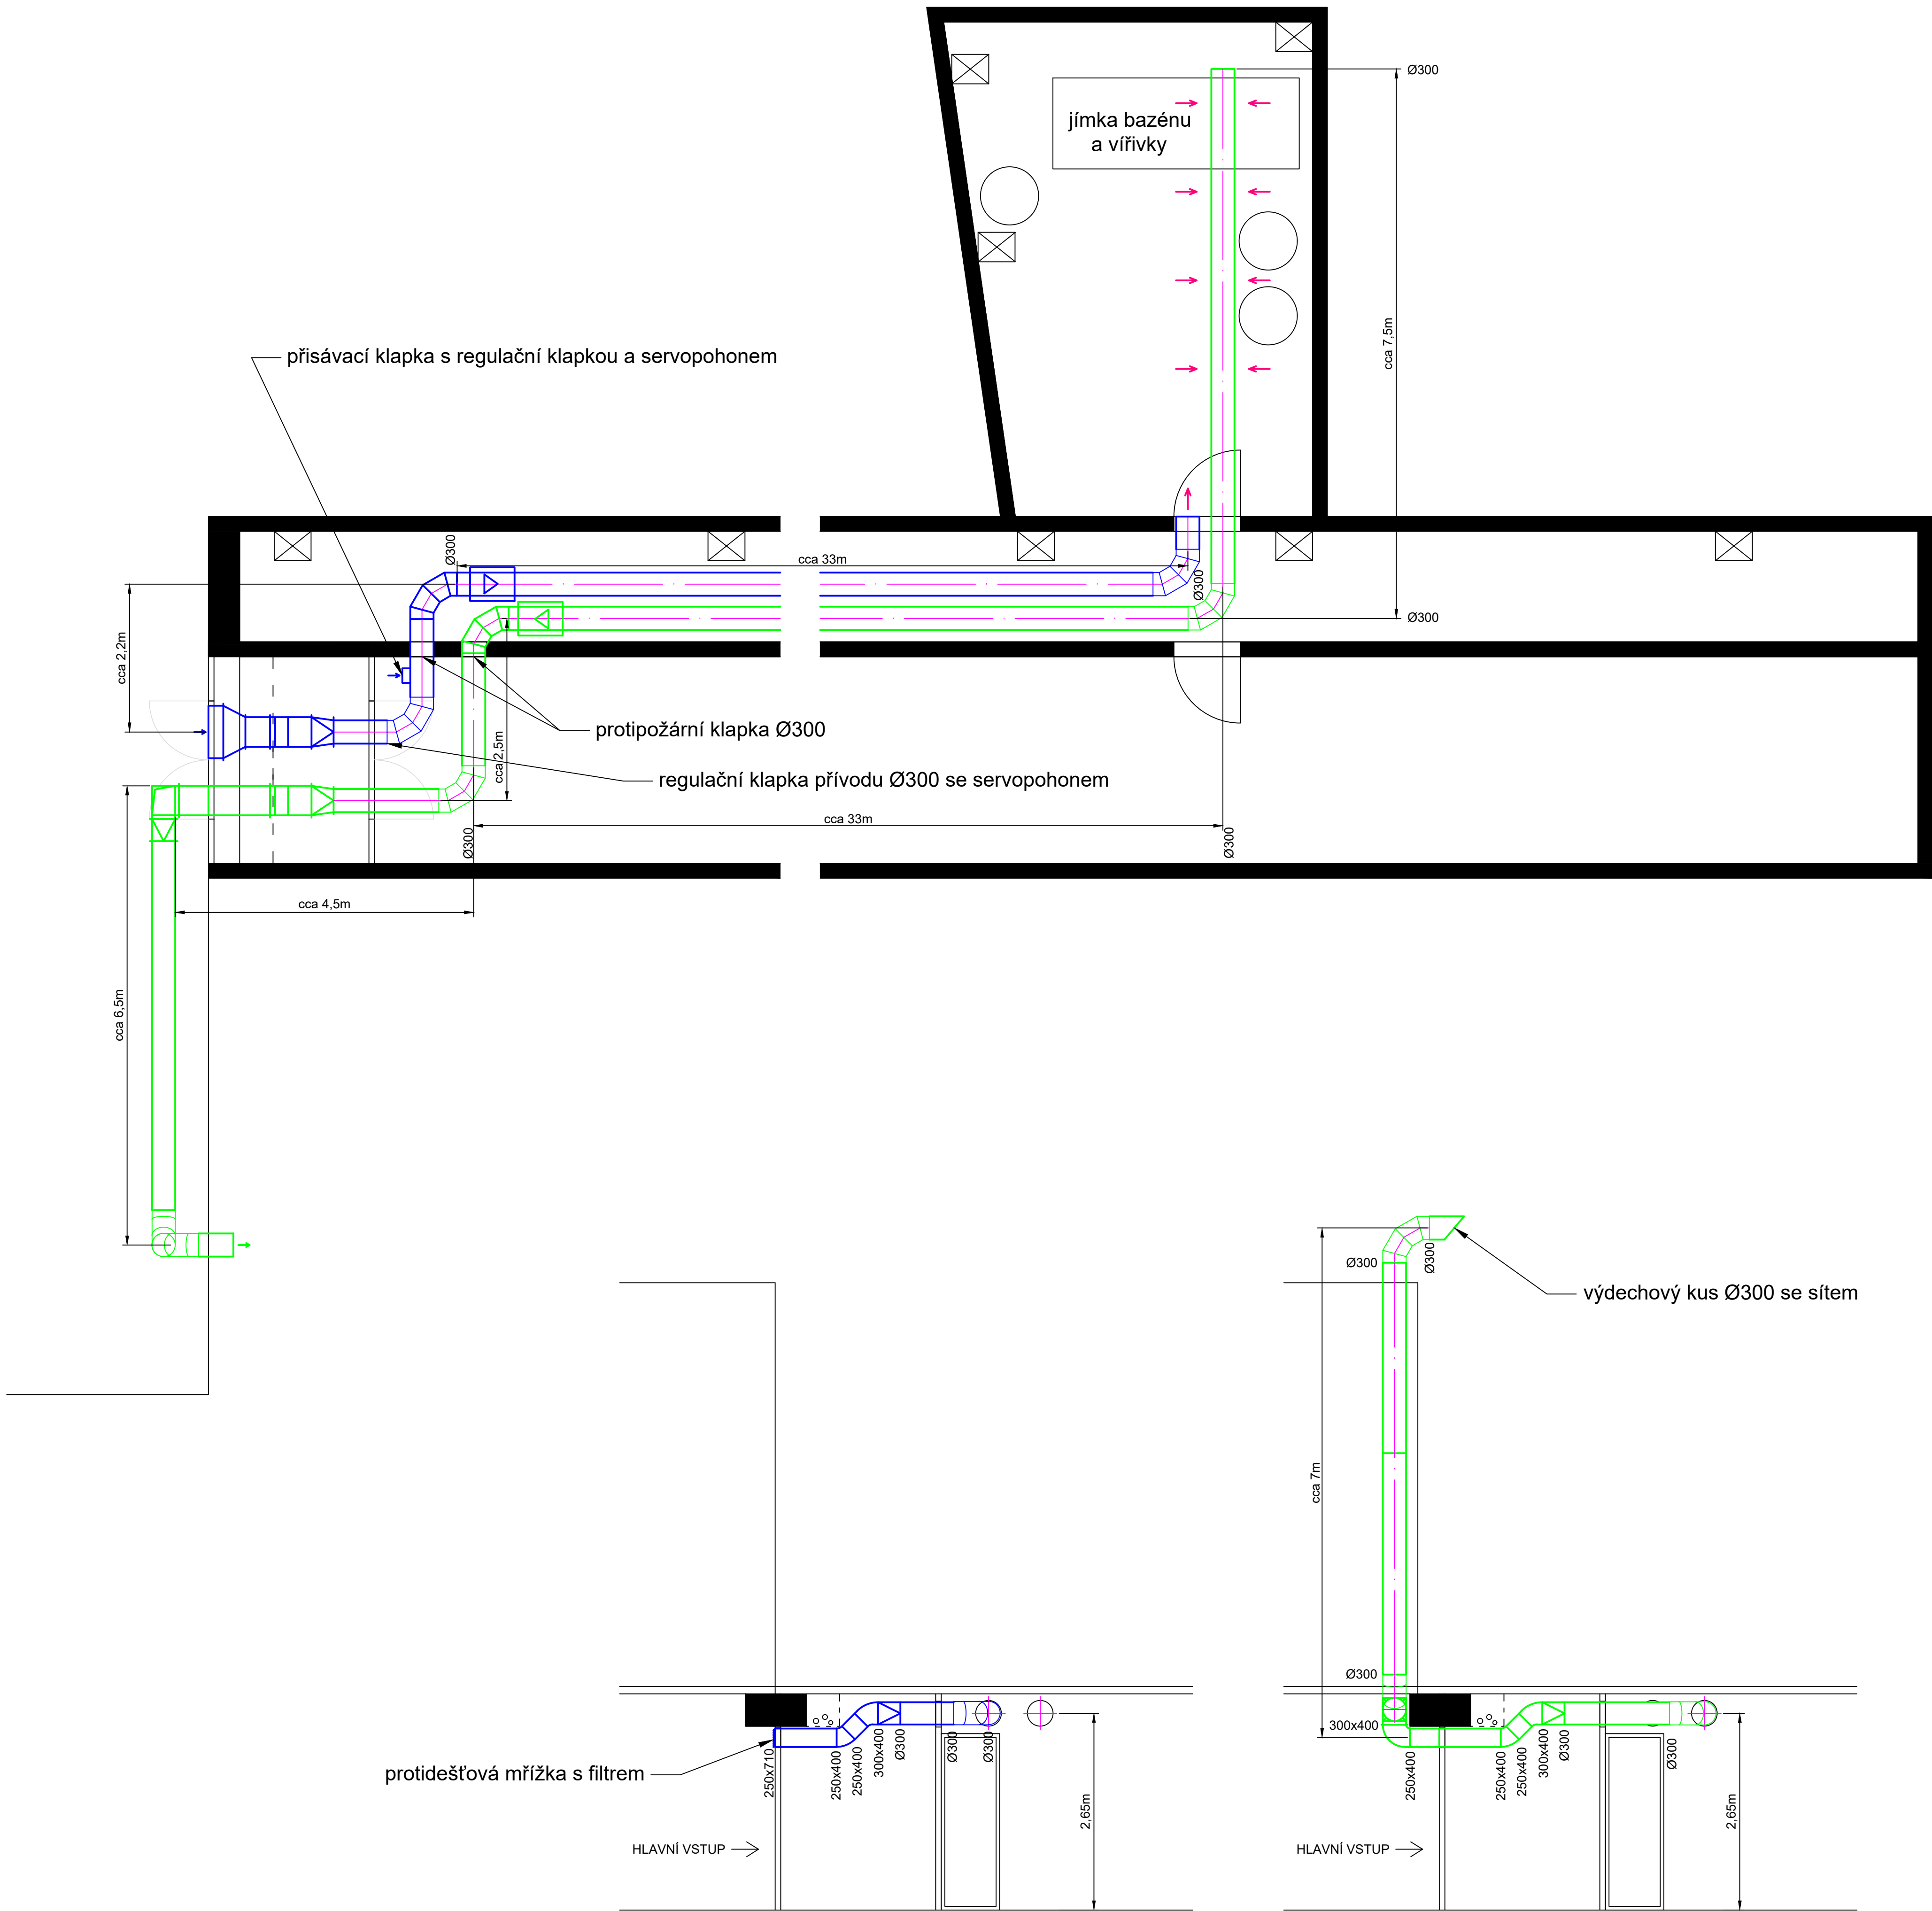 Ø300
jímka bazénu
a vířivky
cca 7,5m
přisávací klapka s regulační klapkou a servopohonem
Ø300
cca 33m
Ø300
Ø300
cca 2,2m
protipožární klapka Ø300
cca 2,5m
regulační klapka přívodu Ø300 se servopohonem
cca 33m
Ø300
Ø300
cca 4,5m
cca 6,5m
Ø300
Ø300
výdechový kus Ø300 se sítem
cca 7m
Ø300
300x400
protidešťová mřížka s filtrem
250x710
250x400
250x400
300x400
Ø300
Ø300
Ø300
2,65m
HLAVNÍ VSTUP
250x400
250x400
250x400
300x400
Ø300
Ø300
2,65m
HLAVNÍ VSTUP